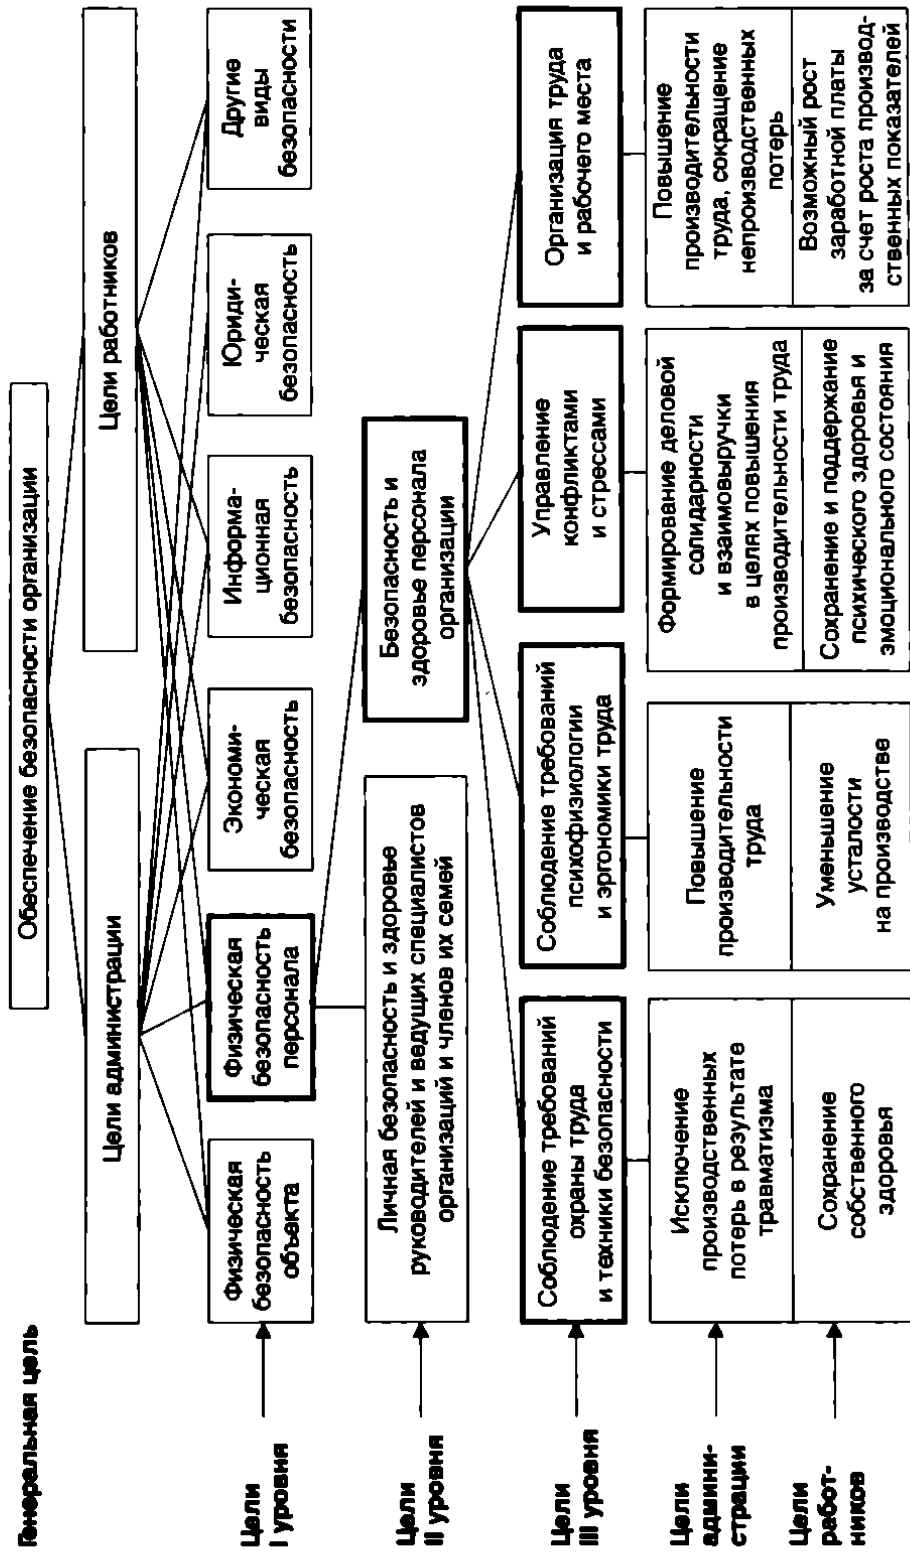 Генеральная цель
Обеспечение безопасности организации
Цели администрации
Цели работников
Цели
I уровня
Физическая
безопасность
объекта
Физическая
безопасность
персонала
Экономи-
ческая
безопасность
Информа-
ционная
безопасность
Юриди-
ческая
безопасность
Другие
виды
безопасности
Цели
II уровня
Личная безопасность и здоровье
руководителей и ведущих специалистов
организаций и членов их семей
Безопасность и
здоровье персонала
организации
Цели
III уровня
Соблюдение требований
охраны труда
и техники безопасности
Соблюдение требований
психофизиологии
и эргономики труда
Управление
конфликтами
и стрессами
Организация труда
и рабочего места
Цели
админи-
страции
Исключение
производственных
потерь в результате
травматизма
Повышение
производительности
труда
Формирование деловой
солидарности
и взаимовыручки
в целях повышения
производительности труда
Повышение
производительности
труда, сокращение
непроизводственных
потерь
Цели
работ-
ников
Сохранение
собственного
здоровья
Уменьшение
усталости
на производстве
Сохранение и поддержание
психического здоровья и
эмоционального состояния
Возможный рост
заработной платы
за счет роста производ-
ственных показателей